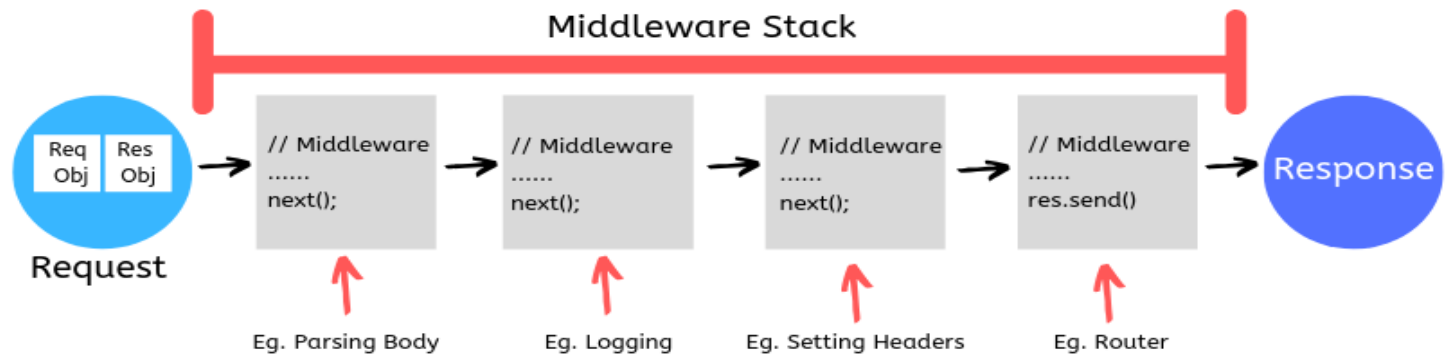 Middleware Stack
Req
Obj
Res
Obj
Request
// Middleware
......
next();
// Middleware
......
next();
// Middleware
......
next();
// Middleware
......
res.send()
Response
Eg. Parsing Body
Eg. Logging
Eg. Setting Headers
Eg. Router